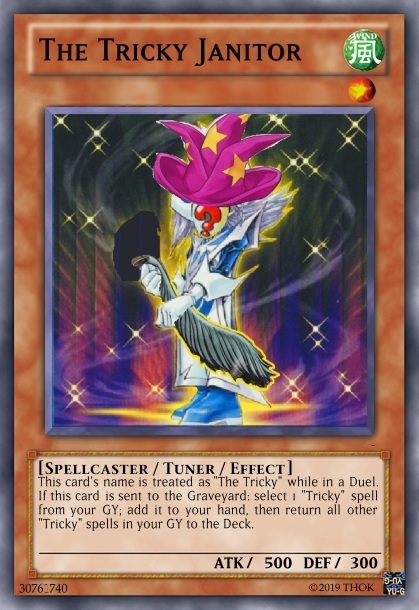 THE TRICKY JANITOR
WIND
風
?
[SPELLCASTER / TUNER / EFFECT]
This card's name is treated as "The Tricky" while in a Duel.
If this card is sent to the Graveyard: select 1 "Tricky" spell
from your GY; add it to your hand, then return all other
"Tricky" spells in your GY to the Deck.
ATK / 500 DEF / 300
©2019 THOK
YU-G